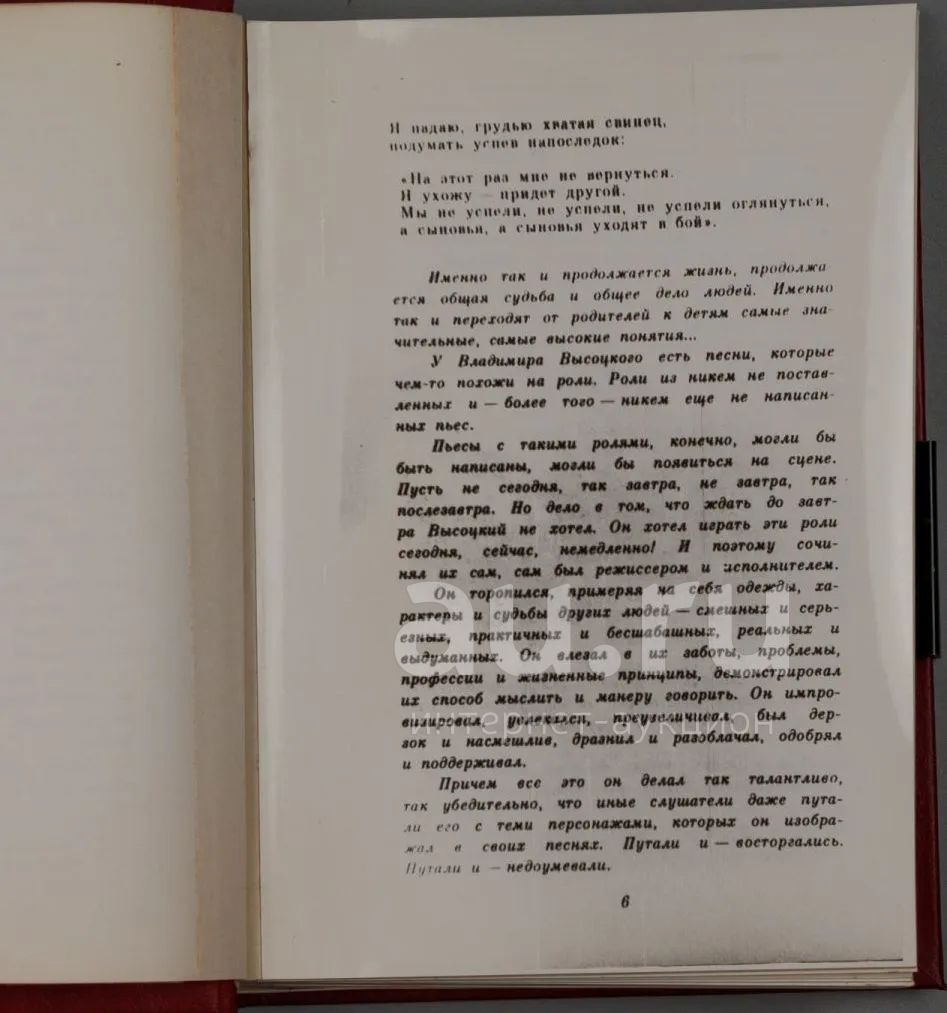 Я падаю, грудью хватая свинец,
подумать успев напоследок:
«На этот раз мне не вернуться.
Я ухожу — придет другой.
Мы не успели, не успели, не успели оглянуться,
а сыновья, а сыновья уходят в бой».
Именно так и продолжается жизнь, продолжа-
ется общая судьба и общее дело людей. Именно
так и переходят от родителей к детям самые зна-
чительные, самые высокие понятия...
У Владимира Высоцкого есть песни, которые
чем-то похожи на роли. Роли из никем не постав-
ленных и — более того — никем еще не написан-
ных пьес.
Пьесы с такими ролями, конечно, могли бы
быть написаны, могли бы появиться на сцене.
Пусть не сегодня, так завтра, не завтра, так
послезавтра. Но дело в том, что ждать до завт-
ра Высоцкий не хотел. Он хотел играть эти роли
сегодня, сейчас, немедленно! И поэтому сочи-
нял их сам, сам был режиссером и исполнителем.
Он торопился, примеряя на себя одежды, ха-
рактеры и судьбы других людей — смешных и серь-
езных, практичных и бесшабашных, реальных и
выдуманных. Он влезал в их заботы, проблемы,
профессии и жизненные принципы, демонстрировал
их способ мыслить и манеру говорить. Он импро-
визировал, увлекался, преувеличивал, был дер-
зок и насмешлив, дразнил и разоблачал, одобрял
и поддерживал.
Причем все это он делал так талантливо,
так убедительно, что иные слушатели даже пута-
ли его с теми персонажами, которых он изобра-
жал в своих песнях. Путали и — восторгались.
Путали и — недоумевали.
6
au.ru
интернет-аукцион